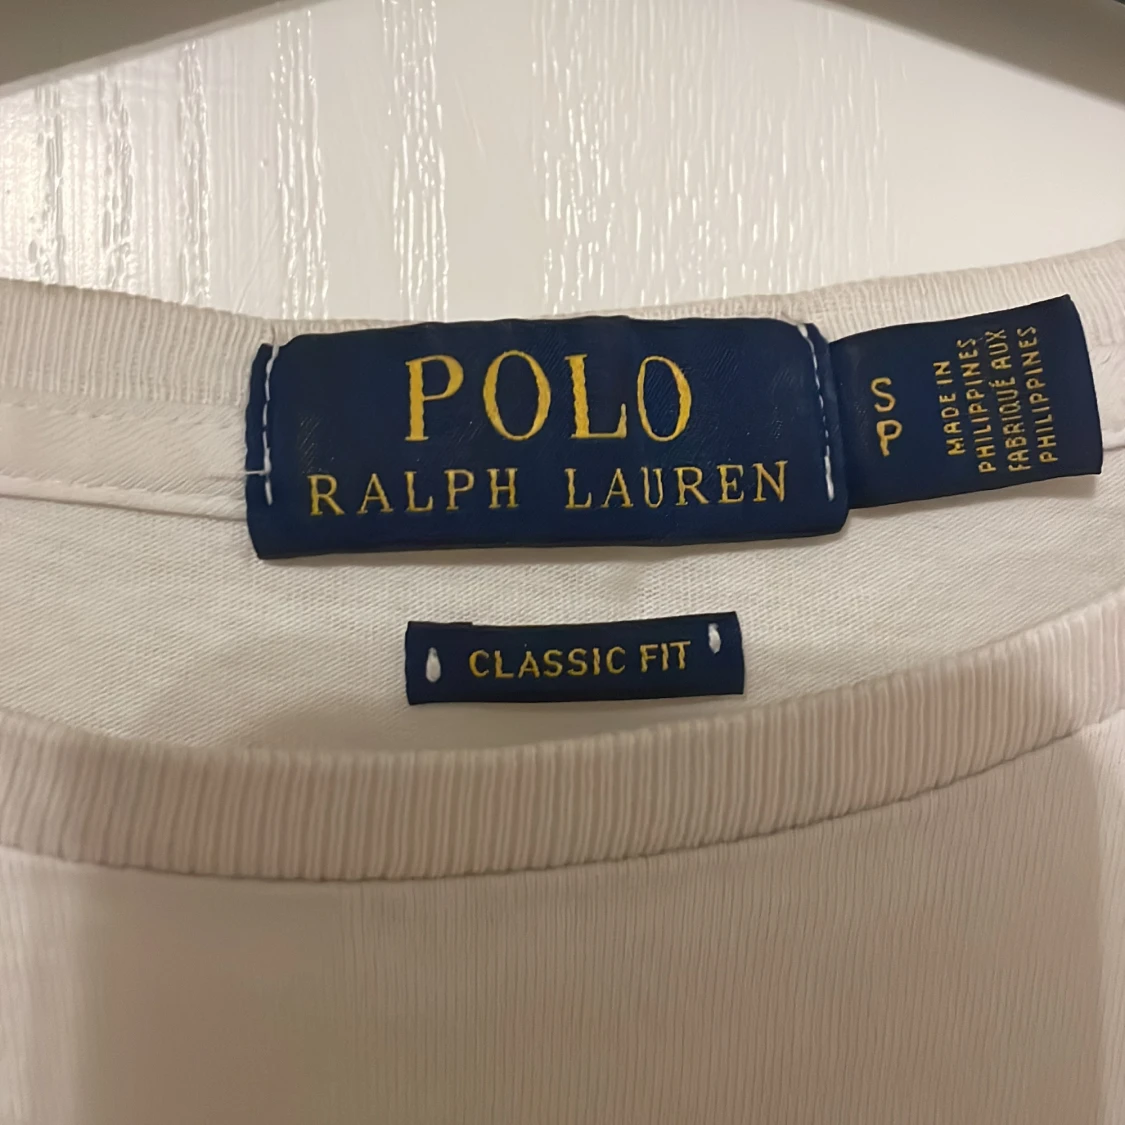 POLO
RALPH LAUREN
S
P
MADE IN
PHILIPPINES
FABRIQUÉ AUX
PHILIPPINES
CLASSIC FIT